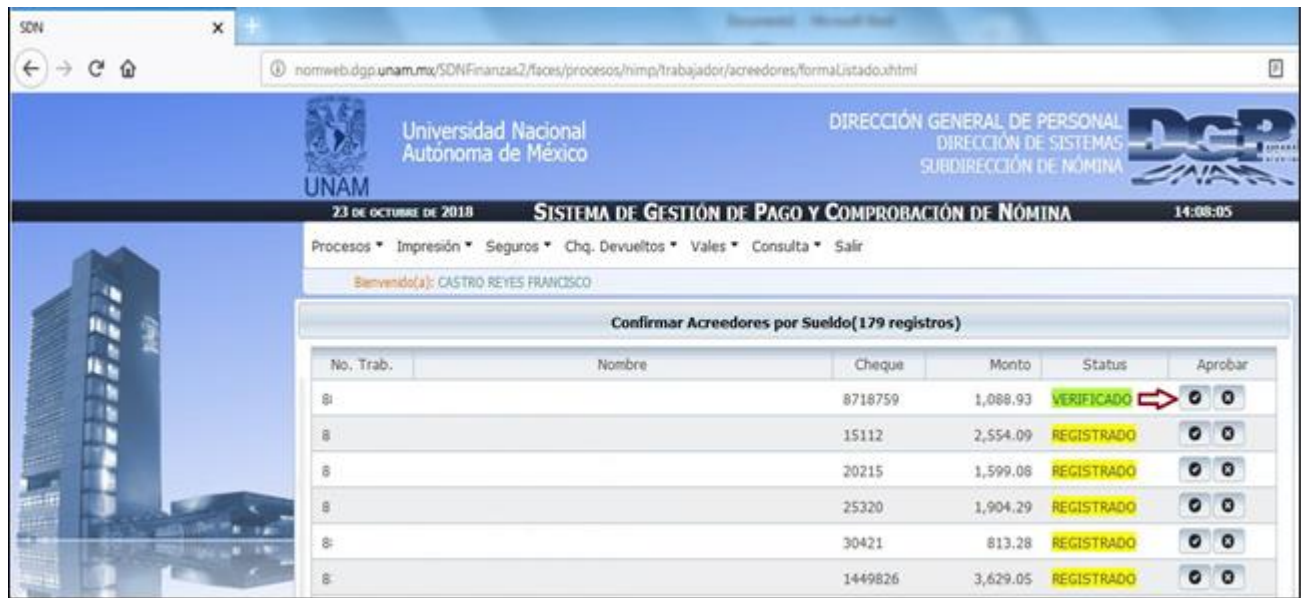 SDN
nomweb.dgp.unam.mx/SDNFinanzas2/faces/procesos/nimp/trabajador/acreedores/formaListado.xhtml
UNAM
Universidad Nacional
Autónoma de México
DIRECCIÓN GENERAL DE PERSONAL
DIRECCIÓN DE SISTEMAS
SUBDIRECCIÓN DE NÓMINA
DGP
UNAM
23 DE OCTUBRE DE 2018 SISTEMA DE GESTIÓN DE PAGO Y COMPROBACIÓN DE NÓMINA 14:08:05
Procesos Impresión Seguros Chq. Devueltos Vales Consulta Salir
Bienvenido(a): CASTRO REYES FRANCISCO
Confirmar Acreedores por Sueldo(179 registros)
No. Trab. Nombre Cheque Monto Status Aprobar
8 8718759 1,088.93 VERIFICADO
8 15112 2,554.09 REGISTRADO
8 20215 1,599.08 REGISTRADO
8 25320 1,904.29 REGISTRADO
8 30421 813.28 REGISTRADO
8 1449826 3,629.05 REGISTRADO